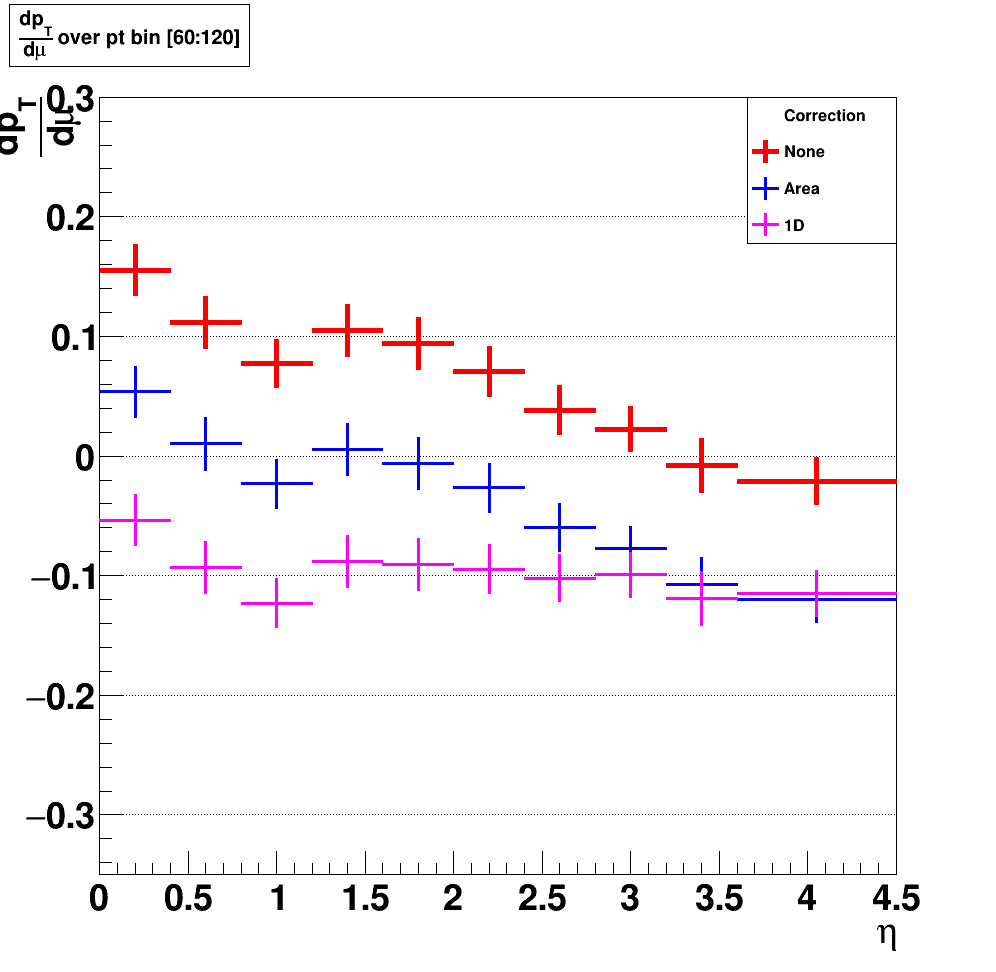 dp_T
dμ over pt bin [60:120]
dp_T
dμ
0.3
0.2
0.1
0
−0.1
−0.2
−0.3
Correction
None
Area
1D
0 0.5 1 1.5 2 2.5 3 3.5 4 4.5
η